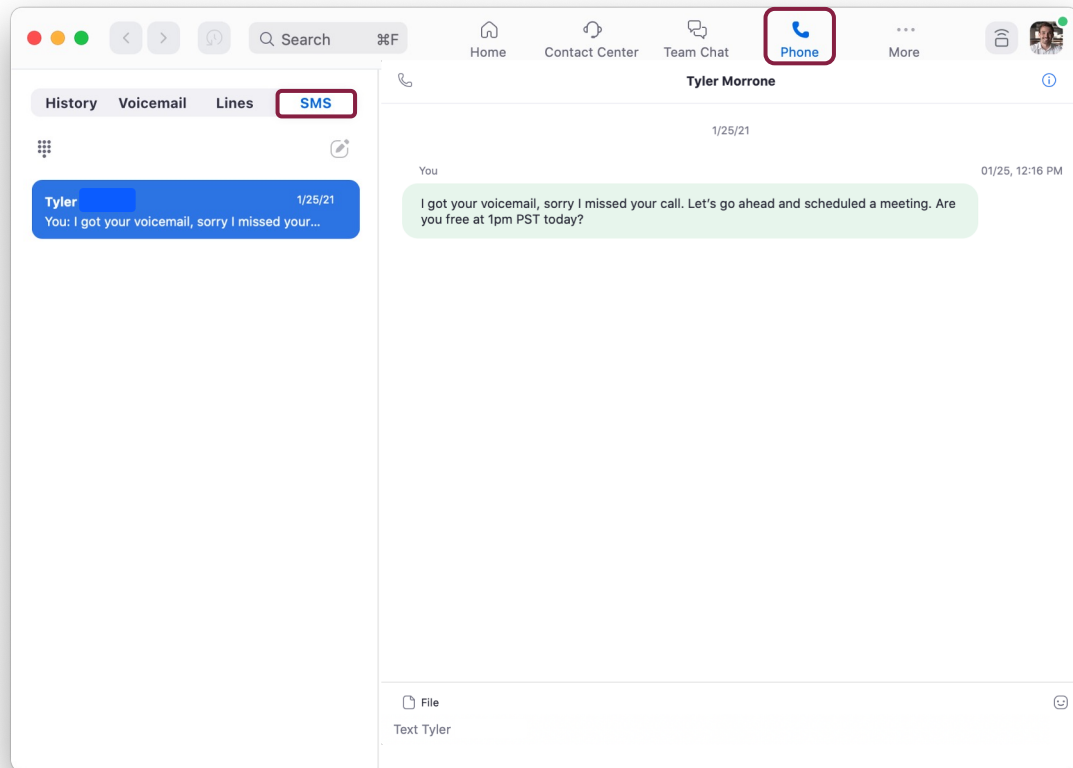 Search ⌘F
Home
Contact Center
Team Chat
Phone
More
History Voicemail Lines SMS
Tyler 1/25/21
You: I got your voicemail, sorry I missed your...
Tyler Morrone
1/25/21
You 01/25, 12:16 PM
I got your voicemail, sorry I missed your call. Let's go ahead and scheduled a meeting. Are
you free at 1pm PST today?
File
Text Tyler